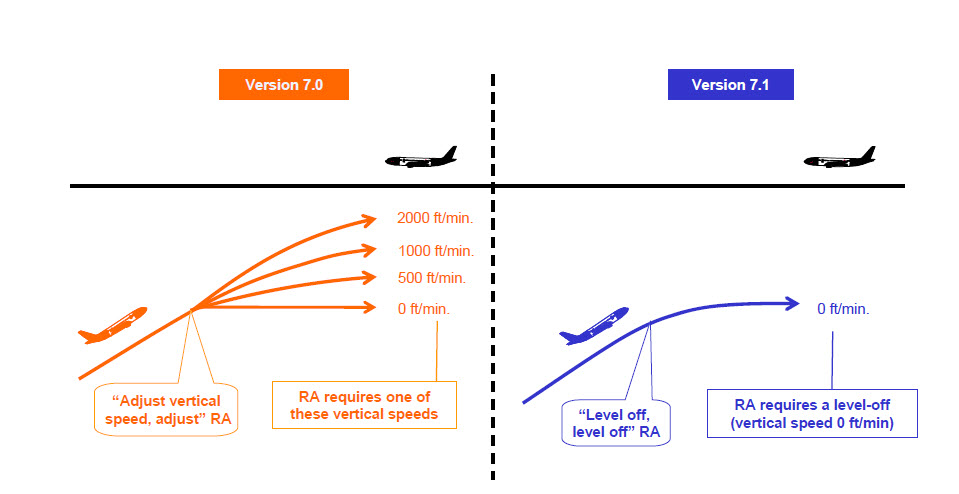 Version 7.0
Version 7.1
2000 ft/min.
1000 ft/min.
500 ft/min.
0 ft/min.
“Adjust vertical
speed, adjust” RA
RA requires one of
these vertical speeds
0 ft/min.
“Level off,
level off” RA
RA requires a level-off
(vertical speed 0 ft/min)